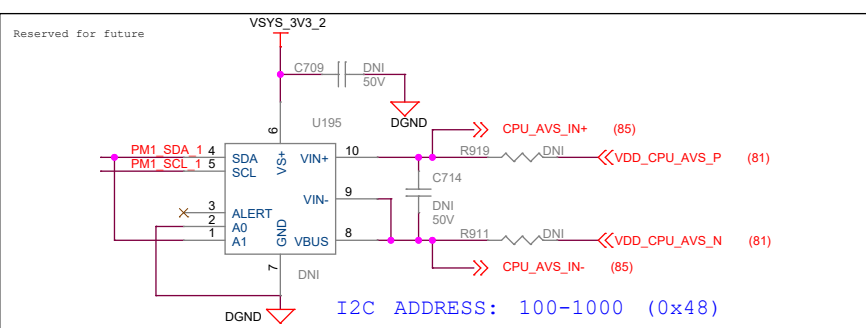 VSYS_3V3_2
Reserved for future
C709 DNI
50V
DGND
U195
6
CPU_AVS_IN+ (85)
PM1_SDA_1 4 SDA VS+ VIN+ 10 R919 DNI VDD_CPU_AVS_P (81)
PM1_SCL_1 5 SCL
C714
VIN- 9
DNI
50V
3 ALERT
2 A0
1 A1 GND VBUS 8 R911 DNI VDD_CPU_AVS_N (81)
7
DNI
CPU_AVS_IN- (85)
DGND
I2C ADDRESS: 100-1000 (0x48)